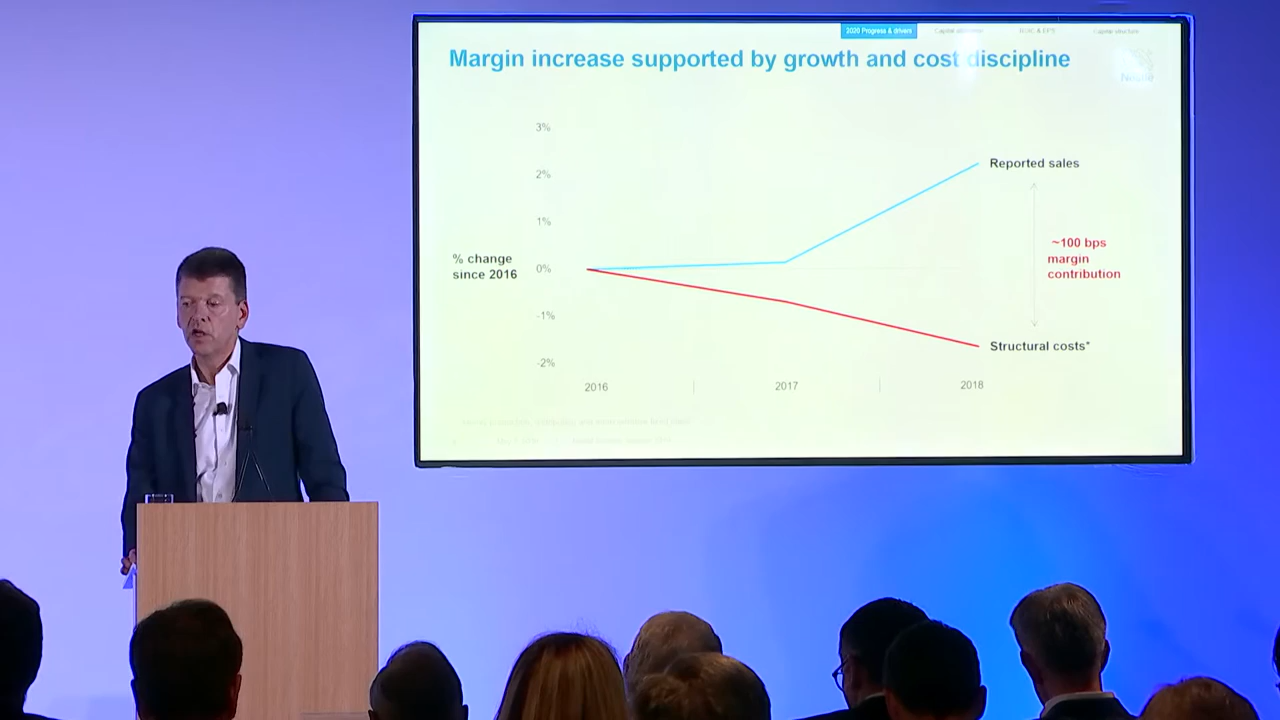 2020 Progress & drivers
Margin increase supported by growth and cost discipline
Nestlé
3%
2%
1%
0%
-1%
-2%
% change
since 2016
Reported sales
~100 bps
margin
contribution
Structural costs*
2016
2017
2018